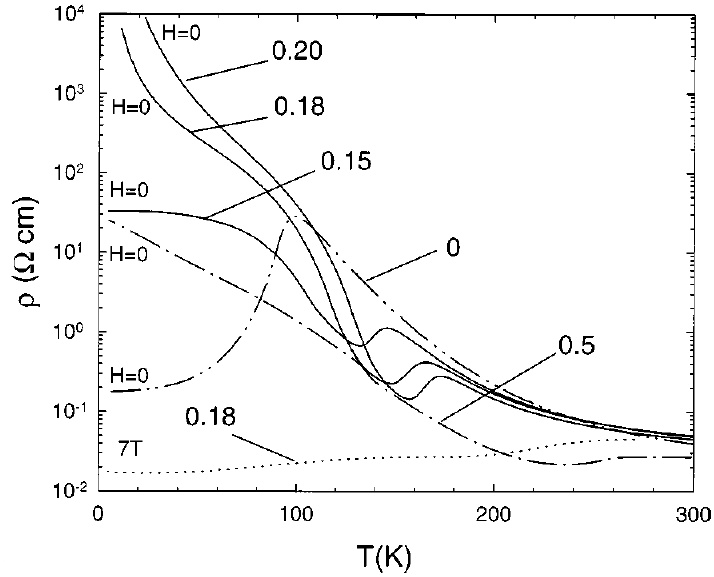 10⁴
H=0
0.20
10³
H=0
0.18
10²
0.15
H=0
10¹
H=0
0
ρ (Ω cm)
10⁰
0.5
H=0
10⁻¹
0.18
7T
10⁻²
0 100 200 300
T(K)